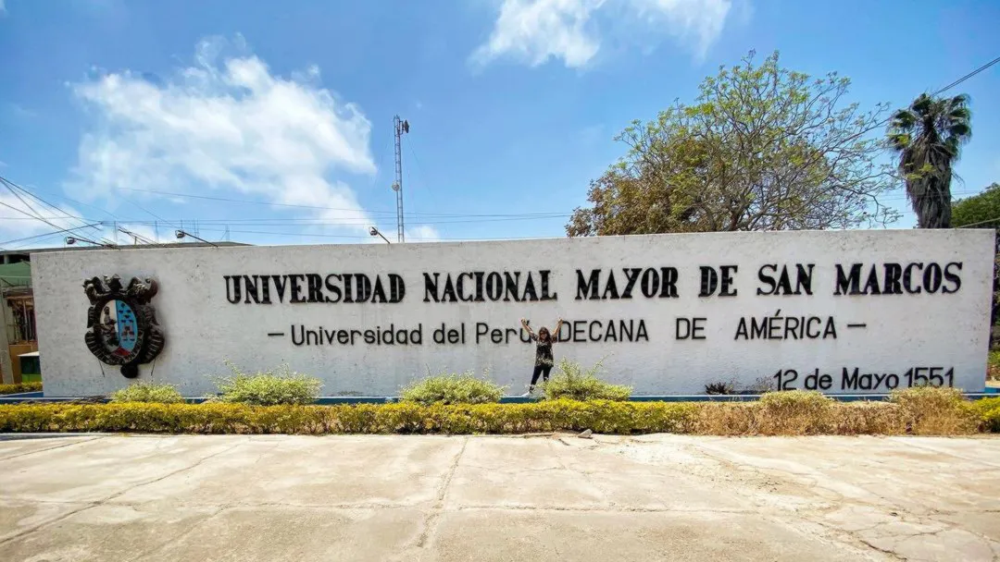 UNIVERSIDAD NACIONAL MAYOR DE SAN MARCOS
– Universidad del Perú DECANA DE AMÉRICA –
12 de Mayo 1551